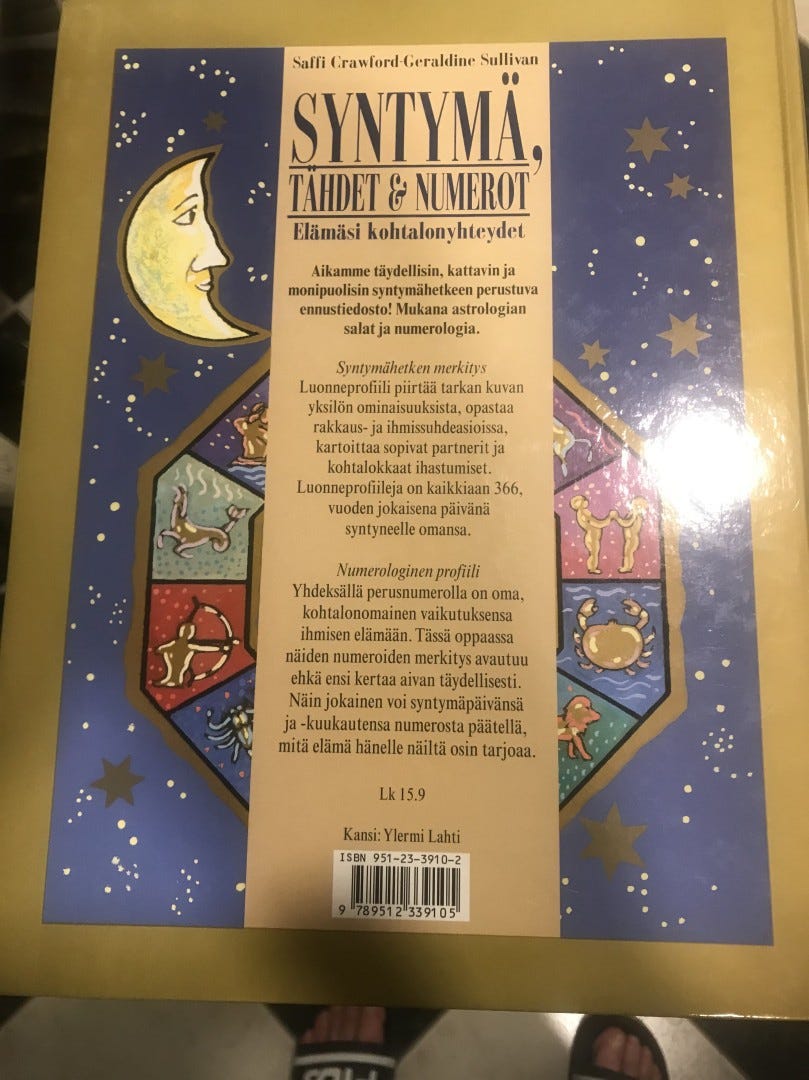 Saffi Crawford-Geraldine Sullivan
SYNTYMÄ,
TÄHDET & NUMEROT
Elämäsi kohtalonyhteydet
Aikamme täydellisin, kattavin ja
monipuolisin syntymähetkeen perustuva
ennustiedosto! Mukana astrologian
salat ja numerologia.
Syntymähetken merkitys
Luonneprofiili piirtää tarkan kuvan
yksilön ominaisuuksista, opastaa
rakkaus- ja ihmissuhdeasioissa,
kartoittaa sopivat partnerit ja
kohtalokkaat ihastumiset.
Luonneprofiileja on kaikkiaan 366,
vuoden jokaisena päivänä
syntyneelle omansa.
Numerologinen profiili
Yhdeksällä perusnumerolla on oma,
kohtalonomainen vaikutuksensa
ihmisen elämään. Tässä oppaassa
näiden numeroiden merkitys avautuu
ehkä ensi kertaa aivan täydellisesti.
Näin jokainen voi syntymäpäivänsä
ja -kuukautensa numerosta päätellä,
mitä elämä hänelle näiltä osin tarjoaa.
Lk 15.9
Kansi: Ylermi Lahti
ISBN 951-23-3910-2
9 789512 339105